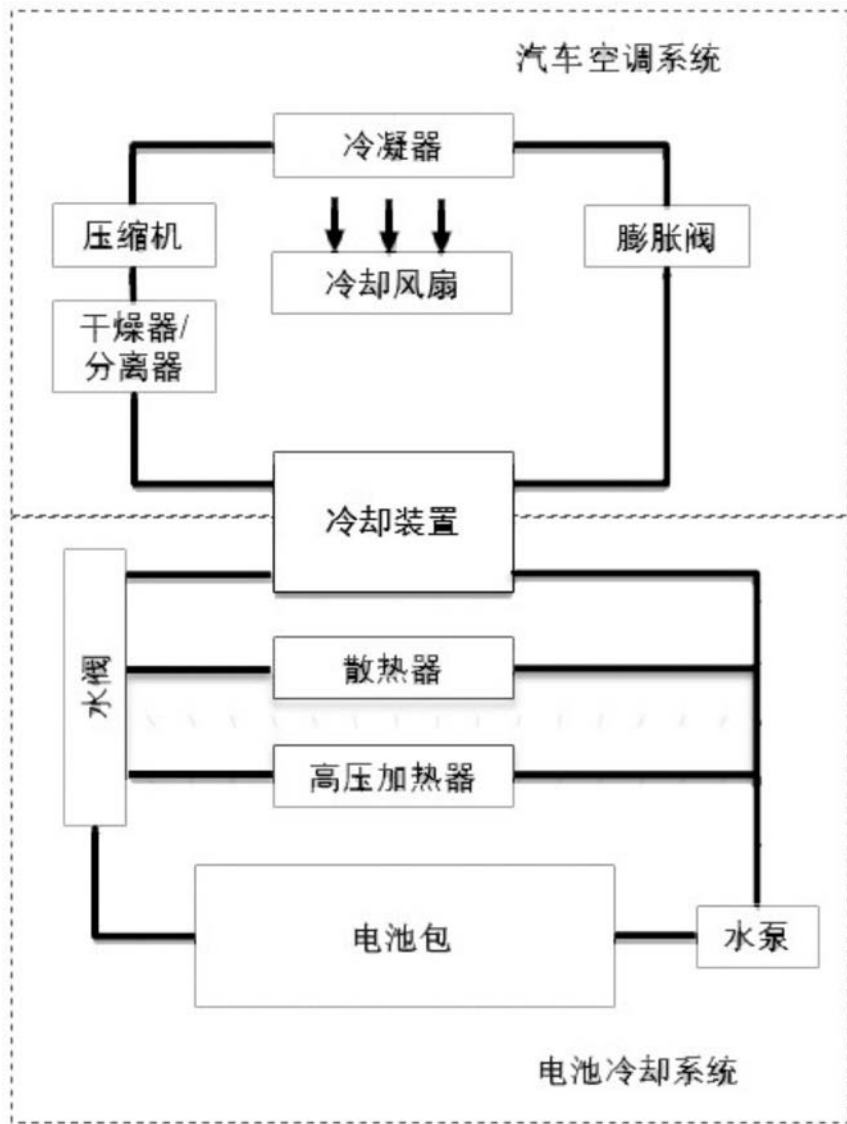 汽车空调系统
冷凝器
压缩机
膨胀阀
冷却风扇
干燥器/
分离器
冷却装置
水阀
散热器
高压加热器
电池包
水泵
电池冷却系统